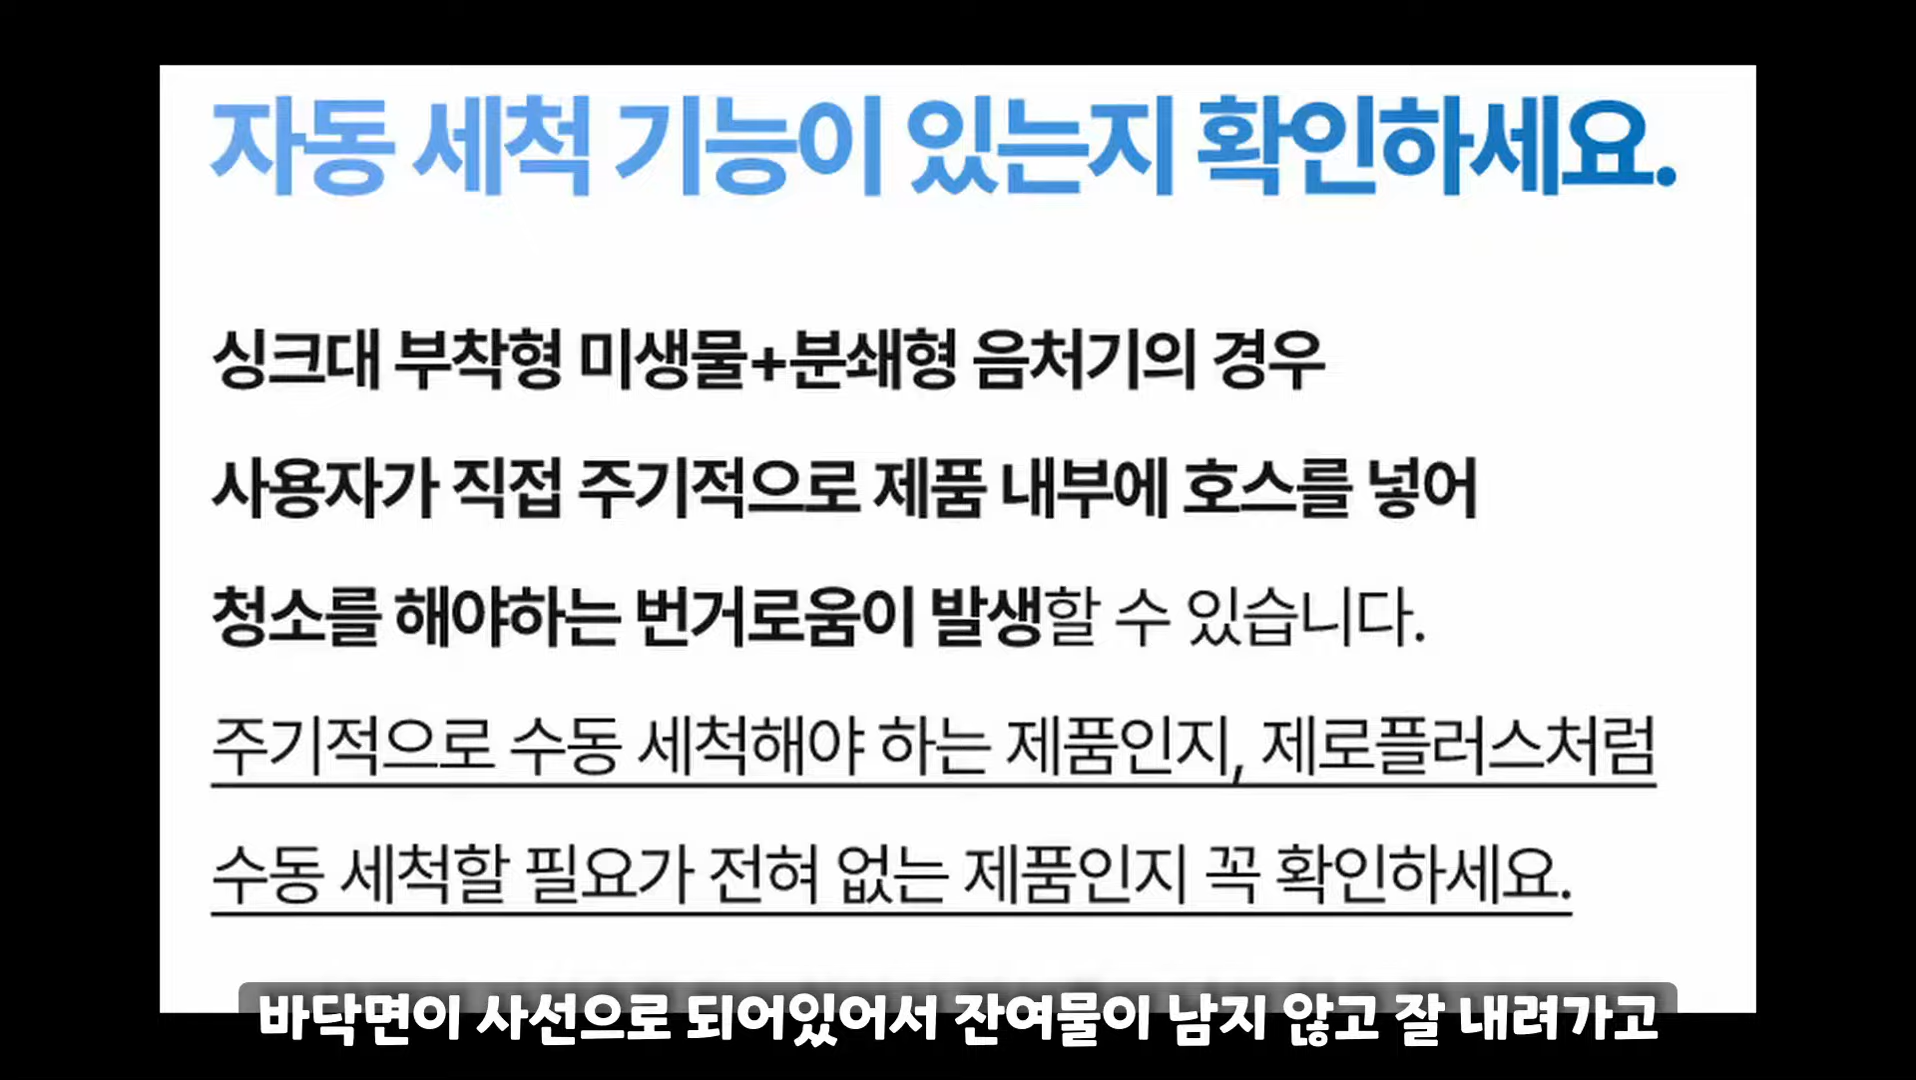 자동 세척 기능이 있는지 확인하세요.
싱크대 부착형 미생물+분쇄형 음처기의 경우
사용자가 직접 주기적으로 제품 내부에 호스를 넣어
청소를 해야하는 번거로움이 발생할 수 있습니다.
주기적으로 수동 세척해야 하는 제품인지, 제로플러스처럼
수동 세척할 필요가 전혀 없는 제품인지 꼭 확인하세요.
바닥면이 사선으로 되어있어서 잔여물이 남지 않고 잘 내려가고